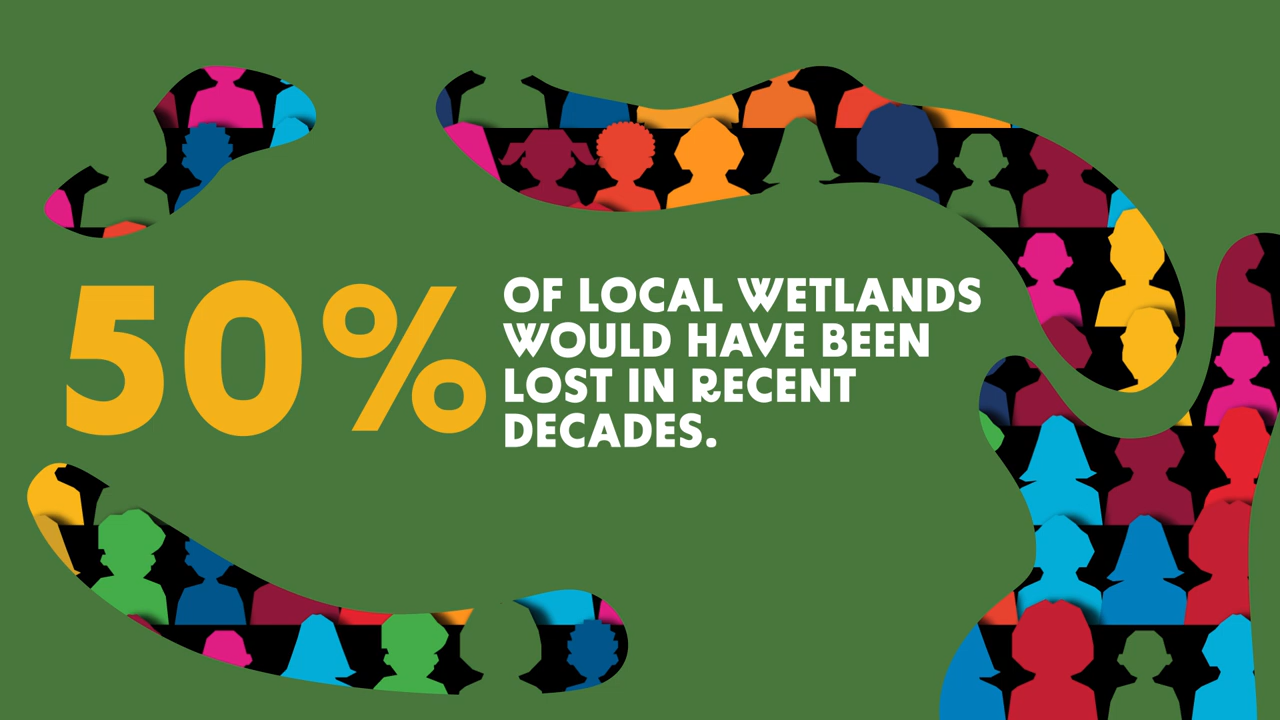 50%
OF LOCAL WETLANDS
WOULD HAVE BEEN
LOST IN RECENT
DECADES.